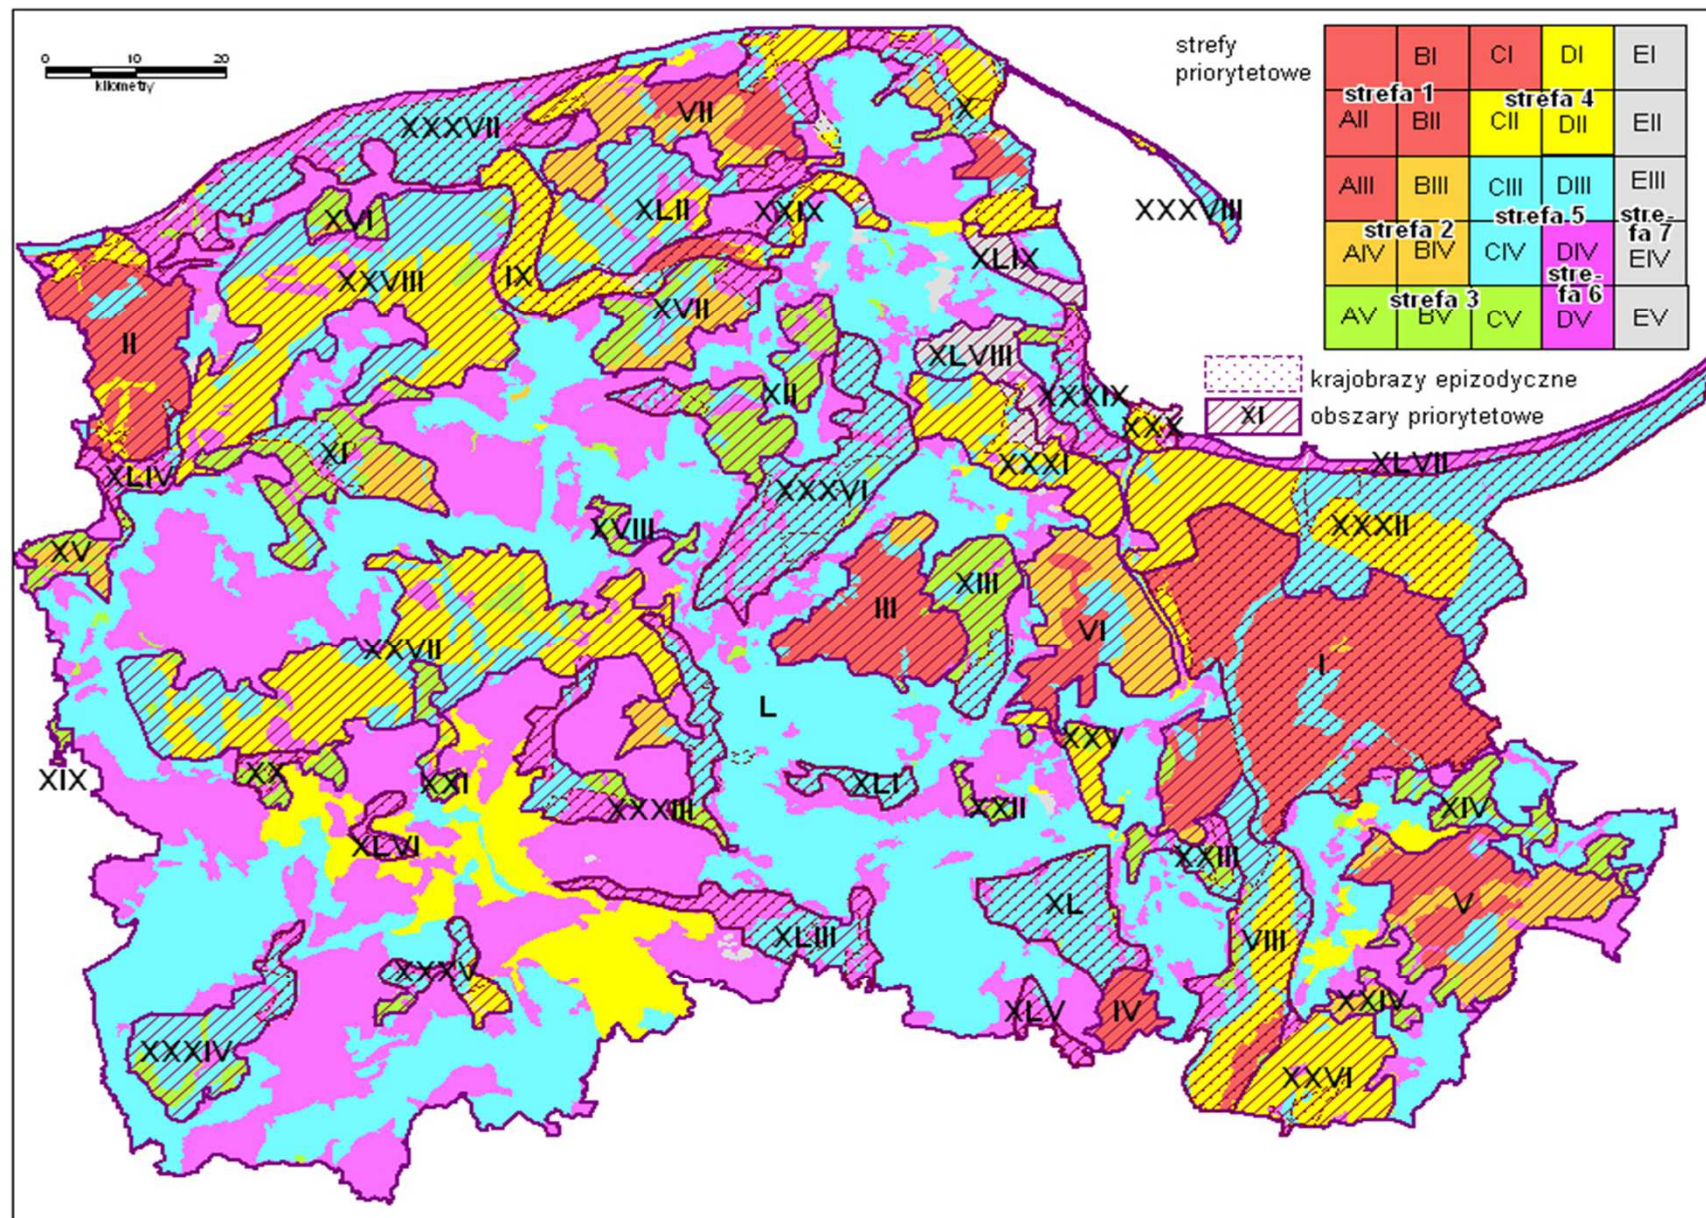 0 10 20
kilometry
strefy
priorytetowe
BI CI DI EI
strefa 1 strefa 4
AII BII CII DII EII
AIII BIII CIII DIII EIII
strefa 2 strefa 5 stre-
fa 7
AIV BIV CIV DIV EIV
strefa 3 stre-
fa 6
AV BV CV DV EV
krajobrazy epizodyczne
XI obszary priorytetowe
XXXVII
VII
X
XXXVIII
XVI
XLII
XXIX
XXVIII
IX
XLIX
XVII
II
XLVIII
XII
XXXIX
XXX
XI
XLIV
XXXI
XLVII
XXXVI
XVIII
XXXII
XV
III
XIII
VI
XXVII
I
L
XXV
XIX
XX
XXI
XXXIII
XLI
XXII
XIV
XLVI
XXIII
XL
V
XLIII
VIII
XXXV
XLV
IV
XXIV
XXXIV
XXVI